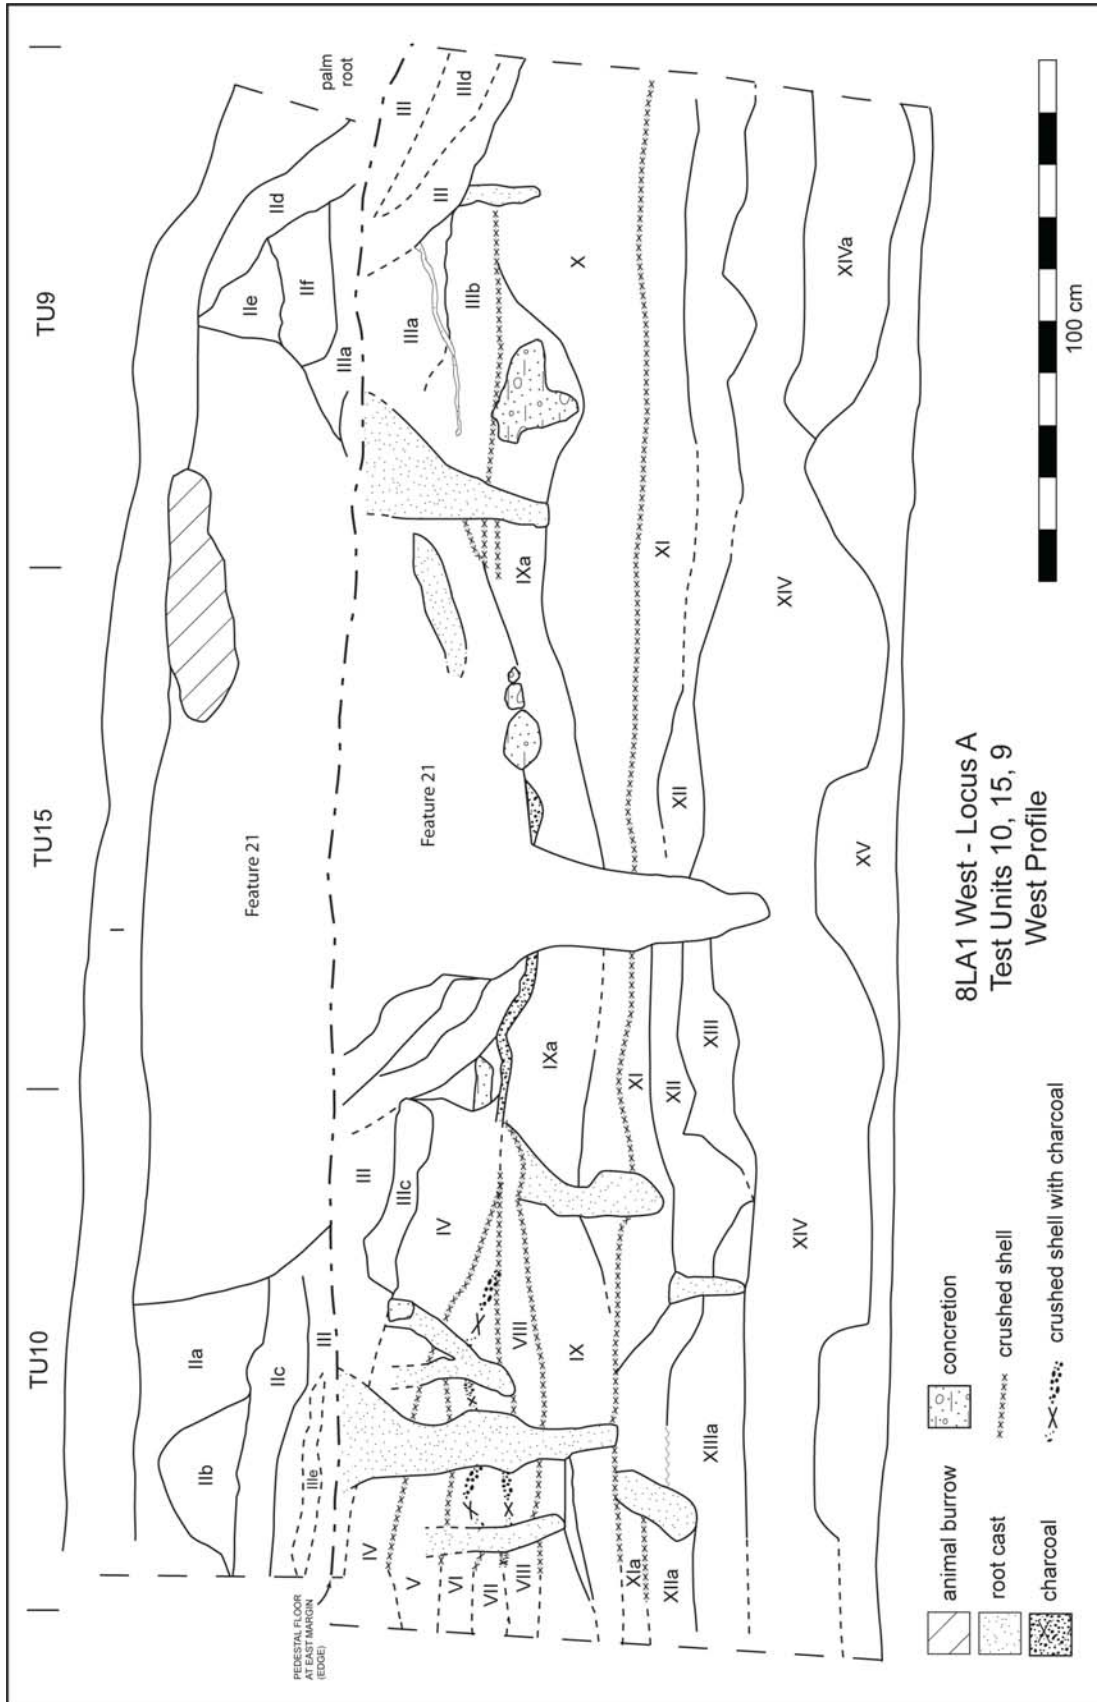 TU10
TU15
TU9
I
palm
root
IId
IIe
IIf
IIIa
IIa
IIb
IIc
III
IIIe
PEDESTAL FLOOR
AT EAST MARGIN
(EDGE)
Feature 21
Feature 21
III
IIId
III
IIIa
IIIb
III
IIIc
IV
IV
V
VI
VII
VIII
VIII
IX
IXa
IXa
X
XI
XI
XIa
XII
XII
XIIa
XIII
XIIIa
XIV
XIV
XIVa
XV
animal burrow
root cast
charcoal
concretion
crushed shell
crushed shell with charcoal
8LA1 West - Locus A
Test Units 10, 15, 9
West Profile
100 cm